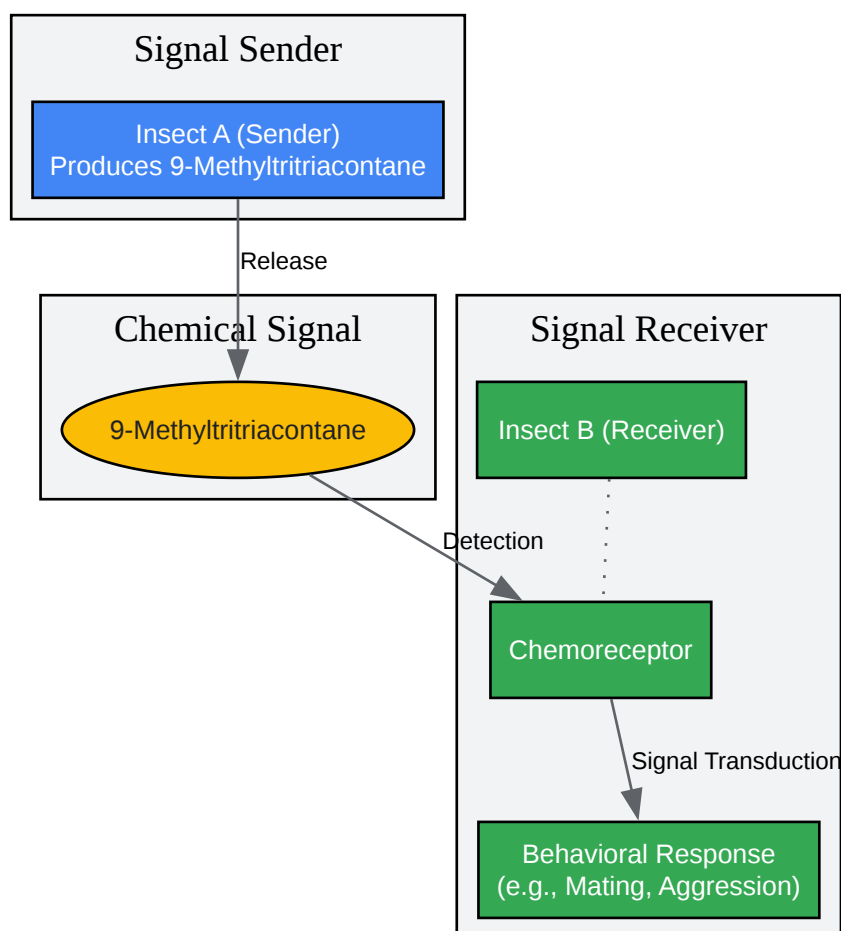 Signal Sender
Insect A (Sender)
Produces 9-Methyltritriacontane
Release
Chemical Signal
9-Methyltritriacontane
Signal Receiver
Insect B (Receiver)
Detection
Chemoreceptor
Signal Transduction
Behavioral Response
(e.g., Mating, Aggression)